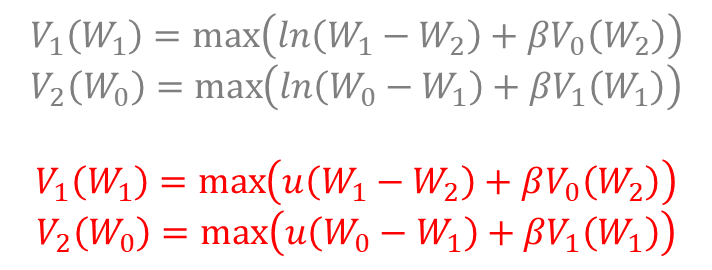 V₁(W₁) = max(ln(W₁ − W₂) + βV₀(W₂))
V₂(W₀) = max(ln(W₀ − W₁) + βV₁(W₁))
V₁(W₁) = max(u(W₁ − W₂) + βV₀(W₂))
V₂(W₀) = max(u(W₀ − W₁) + βV₁(W₁))